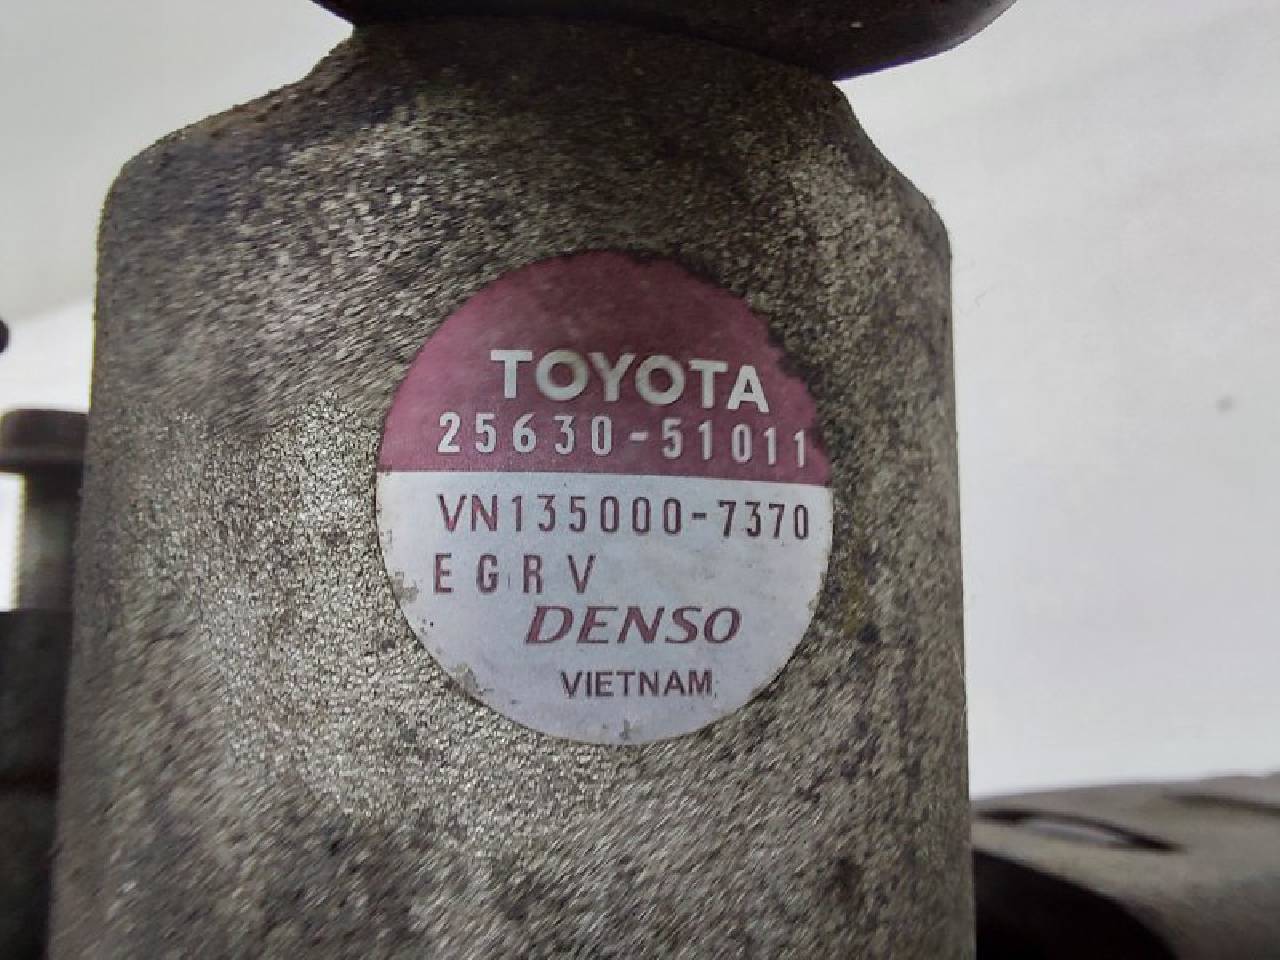 TOYOTA
25630-51011
VN135000-7370
EGRV
DENSO
VIETNAM